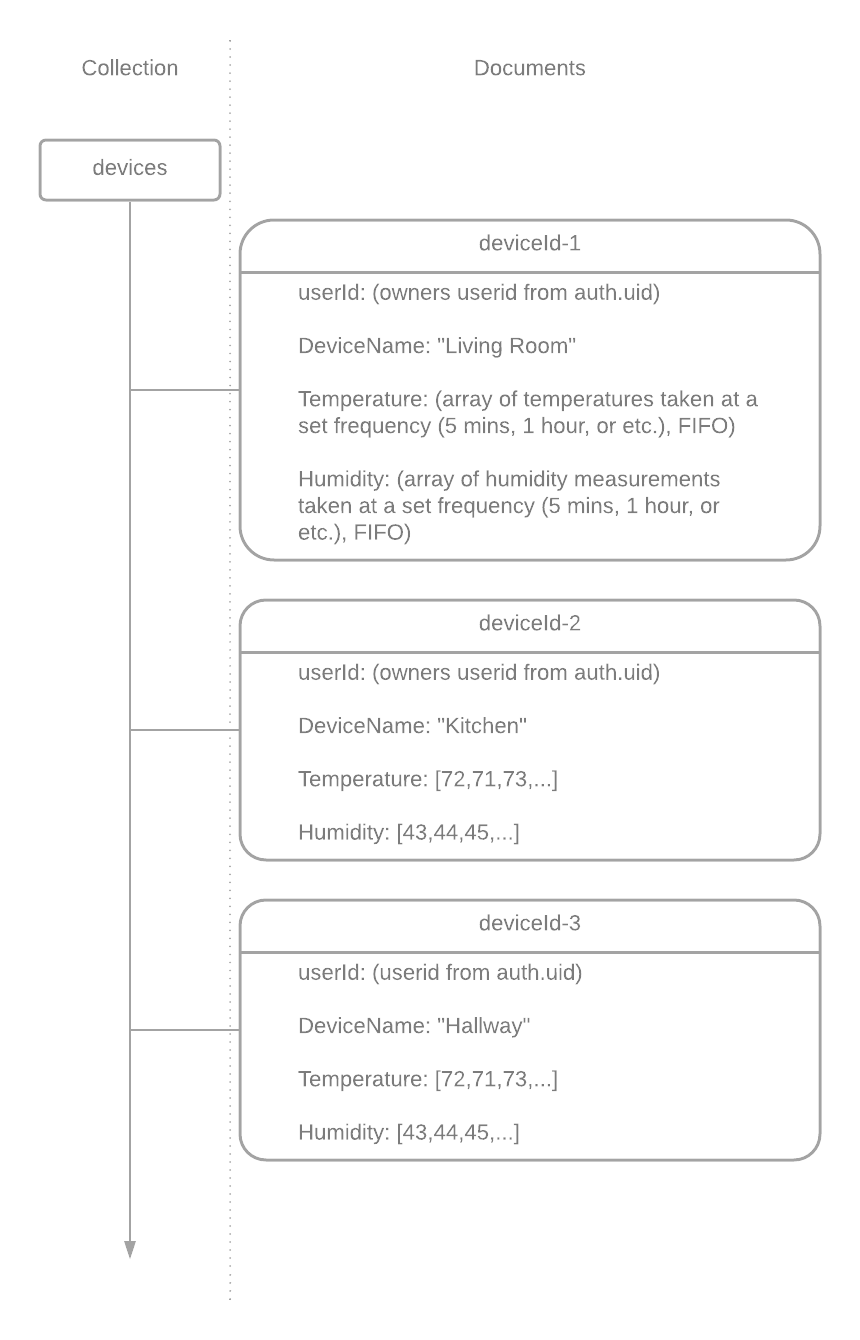 Collection
Documents
devices
deviceId-1
userId: (owners userid from auth.uid)
DeviceName: "Living Room"
Temperature: (array of temperatures taken at a
set frequency (5 mins, 1 hour, or etc.), FIFO)
Humidity: (array of humidity measurements
taken at a set frequency (5 mins, 1 hour, or
etc.), FIFO)
deviceId-2
userId: (owners userid from auth.uid)
DeviceName: "Kitchen"
Temperature: [72,71,73,...]
Humidity: [43,44,45,...]
deviceId-3
userId: (userid from auth.uid)
DeviceName: "Hallway"
Temperature: [72,71,73,...]
Humidity: [43,44,45,...]